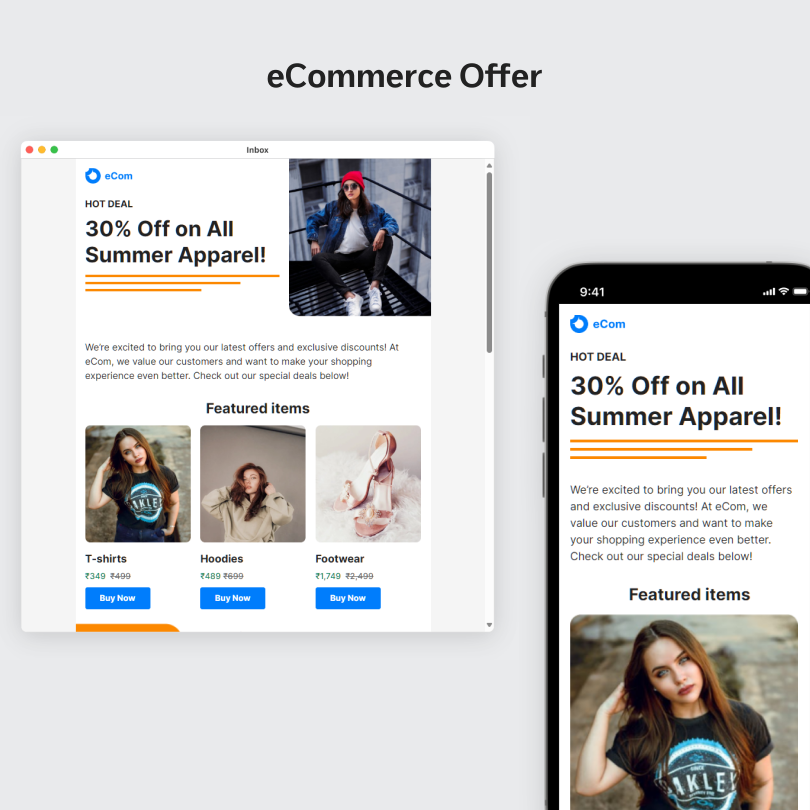 eCommerce Offer
Inbox
eCom
HOT DEAL
30% Off on All
Summer Apparel!
We're excited to bring you our latest offers and exclusive discounts! At
eCom, we value our customers and want to make your shopping
experience even better. Check out our special deals below!
Featured items
T-shirts
₹349 ₹499
Buy Now
Hoodies
₹489 ₹699
Buy Now
Footwear
₹1,749 ₹2,499
Buy Now
9:41
eCom
HOT DEAL
30% Off on All
Summer Apparel!
We're excited to bring you our latest offers
and exclusive discounts! At eCom, we
value our customers and want to make
your shopping experience even better.
Check out our special deals below!
Featured items